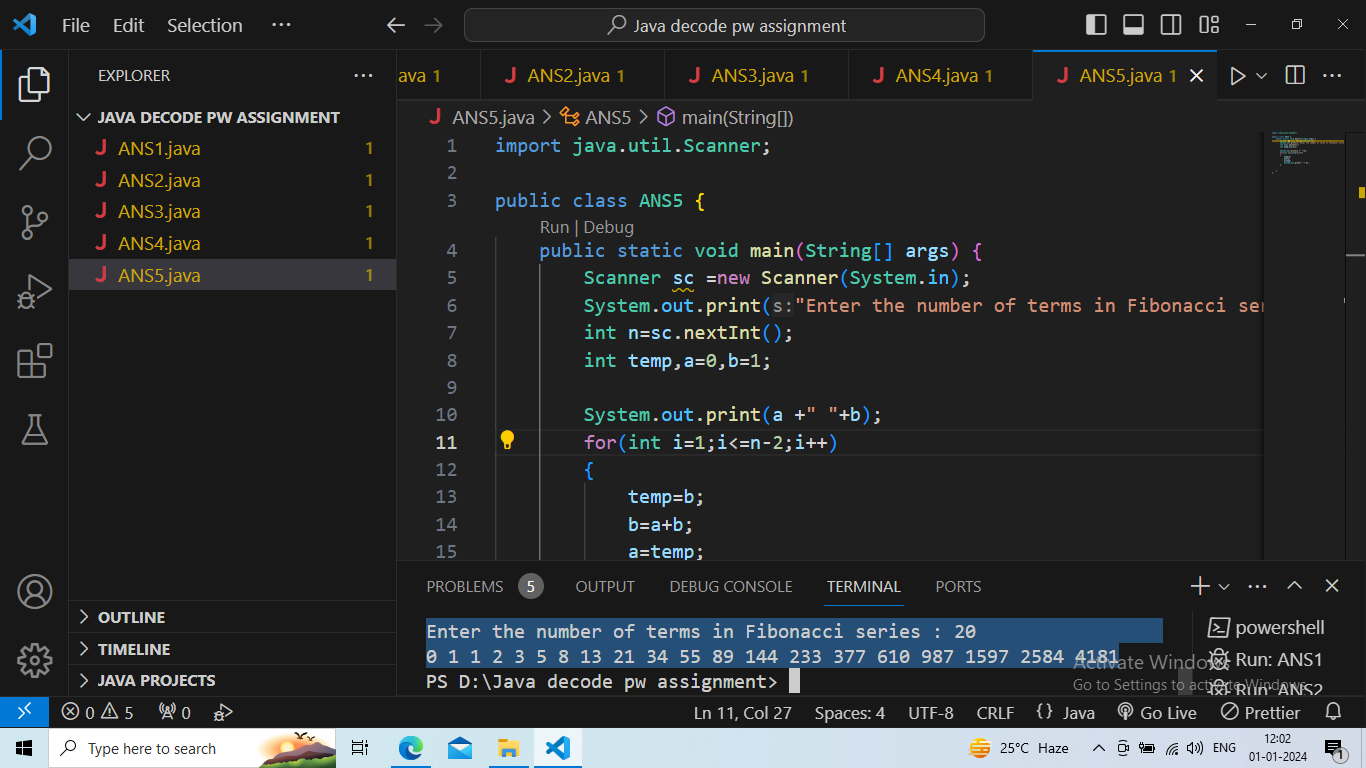 File Edit Selection ··· Java decode pw assignment
EXPLORER ···
JAVA DECODE PW ASSIGNMENT
ANS1.java 1
ANS2.java 1
ANS3.java 1
ANS4.java 1
ANS5.java 1
OUTLINE
TIMELINE
JAVA PROJECTS
ava 1 ANS2.java 1 ANS3.java 1 ANS4.java 1 ANS5.java 1
ANS5.java > ANS5 > main(String[])
1 import java.util.Scanner;
2
3 public class ANS5 {
Run | Debug
4 public static void main(String[] args) {
5 Scanner sc =new Scanner(System.in);
6 System.out.print(s:"Enter the number of terms in Fibonacci ser
7 int n=sc.nextInt();
8 int temp,a=0,b=1;
9
10 System.out.print(a +" "+b);
11 for(int i=1;i<=n-2;i++)
12 {
13 temp=b;
14 b=a+b;
15 a=temp;
PROBLEMS 5 OUTPUT DEBUG CONSOLE TERMINAL PORTS
Enter the number of terms in Fibonacci series : 20
0 1 1 2 3 5 8 13 21 34 55 89 144 233 377 610 987 1597 2584 4181
PS D:\Java decode pw assignment>
powershell
Run: ANS1
Run: ANS2
Activate Windows
Go to Settings to activate Windows.
0 5 0 Ln 11, Col 27 Spaces: 4 UTF-8 CRLF {} Java Go Live Prettier
Type here to search 25°C Haze ENG 12:02
01-01-2024 1